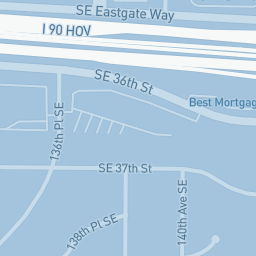 SE Eastgate Way
I 90 HOV
SE 36th St
Best Mortgag
136th Pl SE
SE 37th St
138th Pl SE
140th Ave SE